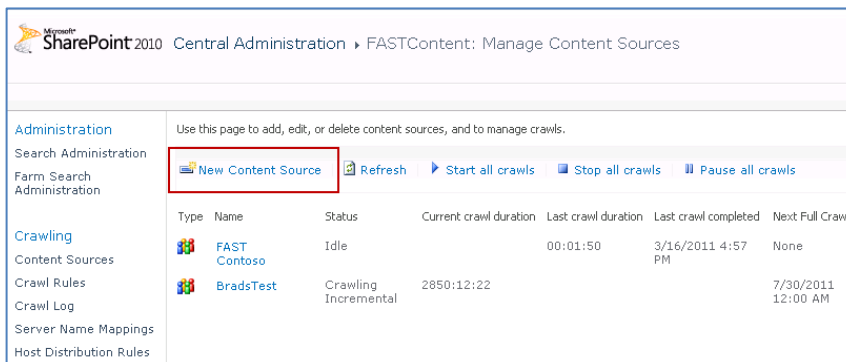 Microsoft®
SharePoint 2010 Central Administration ▸ FASTContent: Manage Content Sources
Administration
Search Administration
Farm Search
Administration
Crawling
Content Sources
Crawl Rules
Crawl Log
Server Name Mappings
Host Distribution Rules
Use this page to add, edit, or delete content sources, and to manage crawls.
New Content Source Refresh Start all crawls Stop all crawls Pause all crawls
Type Name Status Current crawl duration Last crawl duration Last crawl completed Next Full Craw
FAST Idle 00:01:50 3/16/2011 4:57 None
Contoso PM
BradsTest Crawling 2850:12:22 7/30/2011
Incremental 12:00 AM